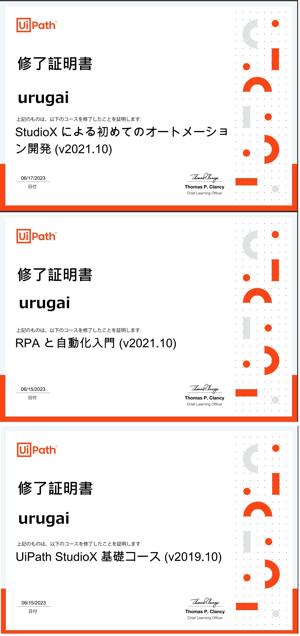 UiPath
修了証明書
urugai
上記のものは、以下のコースを修了したことを証明します:
StudioX による初めてのオートメーショ
ン開発 (v2021.10)
06/17/2023
日付
Thomas P. Clancy
Chief Learning Officer
UiPath
修了証明書
urugai
上記のものは、以下のコースを修了したことを証明します:
RPA と自動化入門 (v2021.10)
06/15/2023
日付
Thomas P. Clancy
Chief Learning Officer
UiPath
修了証明書
urugai
上記のものは、以下のコースを修了したことを証明します:
UiPath StudioX 基礎コース (v2019.10)
06/15/2023
日付
Thomas P. Clancy
Chief Learning Officer